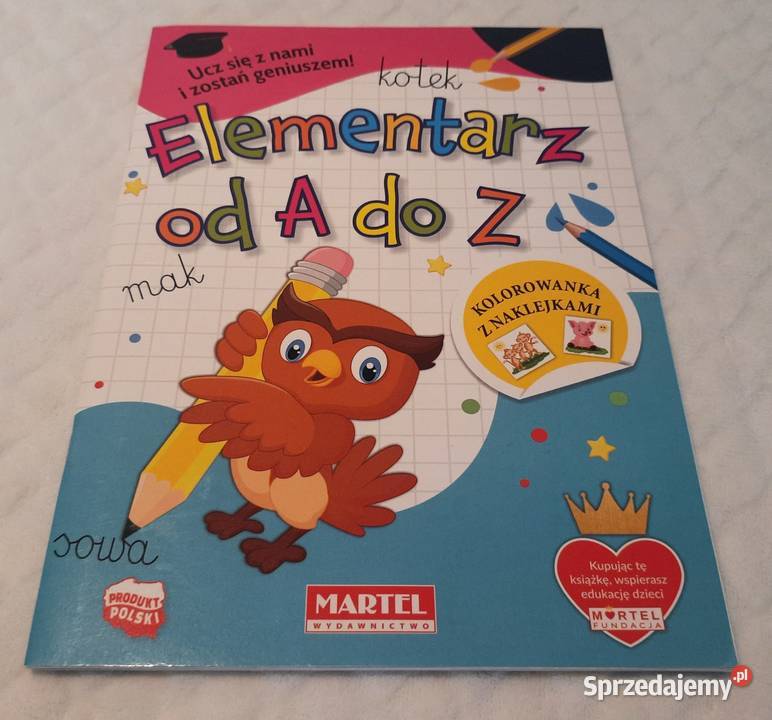 Ucz się z nami
i zostań geniuszem!
kotek
Elementarz
od A do Z
mak
KOLOROWANKA
Z NAKLEJKAMI
sowa
PRODUKT
POLSKI
MARTEL
WYDAWNICTWO
Kupując tę
książkę, wspierasz
edukację dzieci
MARTEL
FUNDACJA
Sprzedajemy.pl